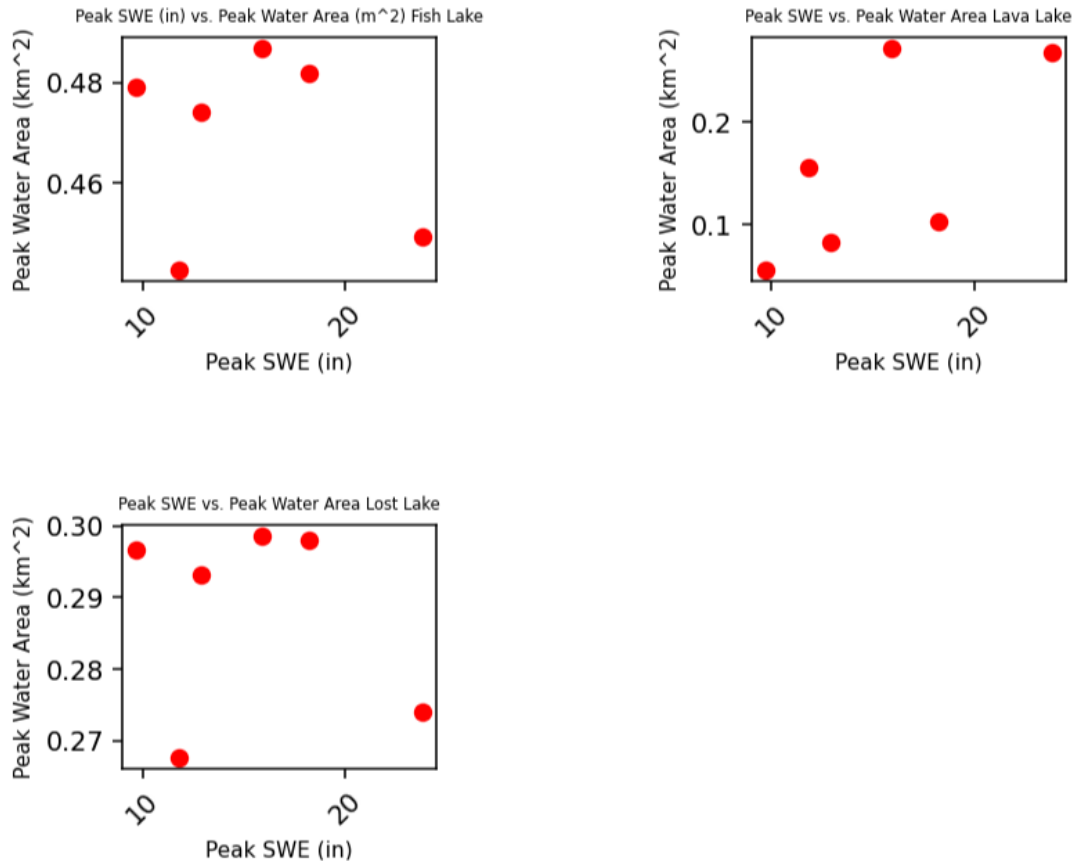 Peak SWE (in) vs. Peak Water Area (m^2) Fish Lake
Peak Water Area (km^2)
0.48
0.46
10
20
Peak SWE (in)
Peak SWE vs. Peak Water Area Lava Lake
Peak Water Area (km^2)
0.2
0.1
10
20
Peak SWE (in)
Peak SWE vs. Peak Water Area Lost Lake
Peak Water Area (km^2)
0.30
0.29
0.28
0.27
10
20
Peak SWE (in)